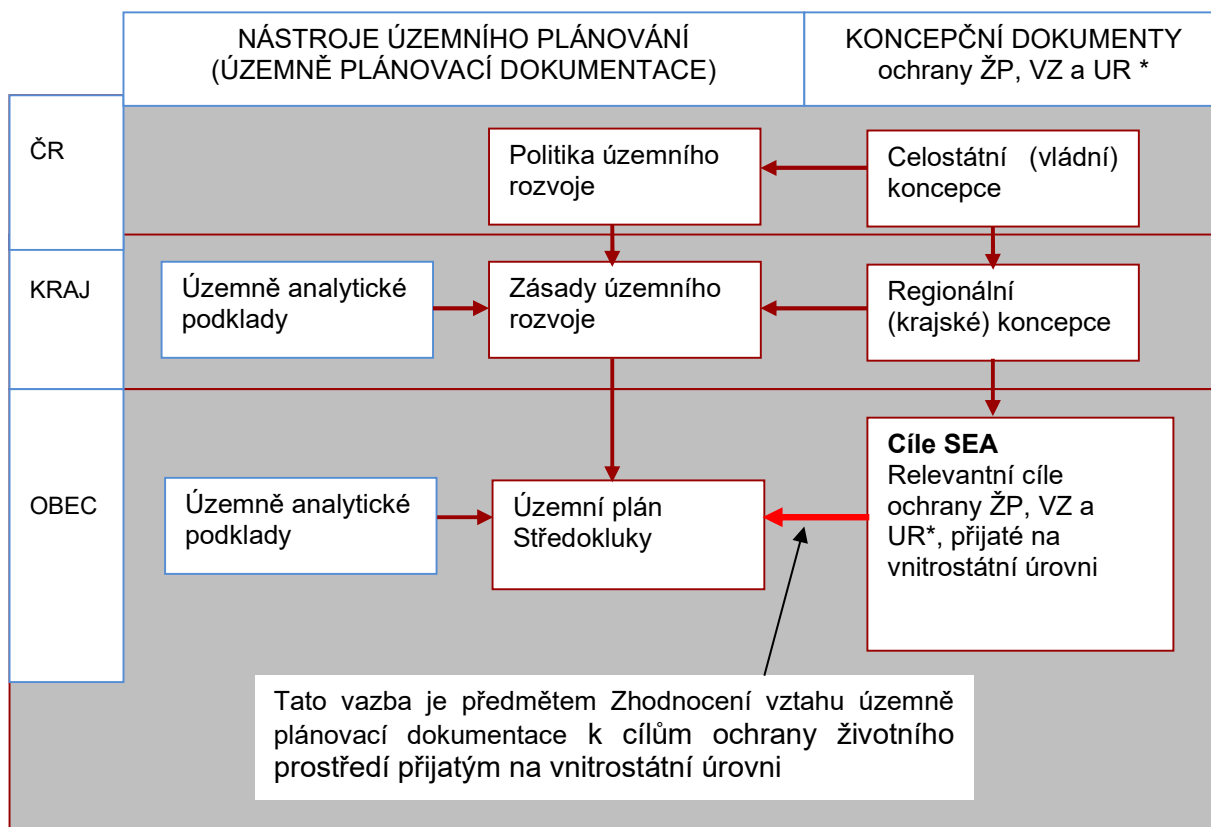 NÁSTROJE ÚZEMNÍHO PLÁNOVÁNÍ
(ÚZEMNĚ PLÁNOVACÍ DOKUMENTACE)
KONCEPČNÍ DOKUMENTY
ochrany ŽP, VZ a UR *
ČR
Politika územního
rozvoje
Celostátní (vládní)
koncepce
KRAJ
Územně analytické
podklady
Zásady územního
rozvoje
Regionální
(krajské) koncepce
OBEC
Územně analytické
podklady
Územní plán
Středokluky
Cíle SEA
Relevantní cíle
ochrany ŽP, VZ a
UR*, přijaté na
vnitrostátní úrovni
Tato vazba je předmětem Zhodnocení vztahu územně
plánovací dokumentace k cílům ochrany životního
prostředí přijatým na vnitrostátní úrovni